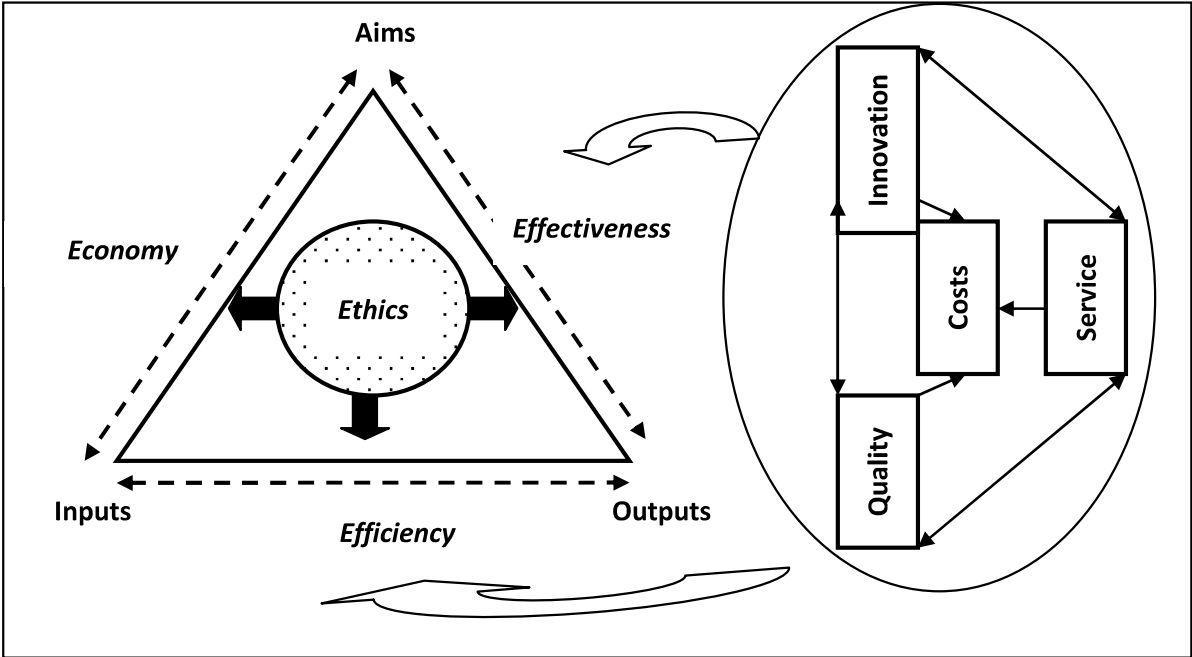 Aims
Economy
Effectiveness
Ethics
Inputs
Outputs
Efficiency
Innovation
Costs
Service
Quality